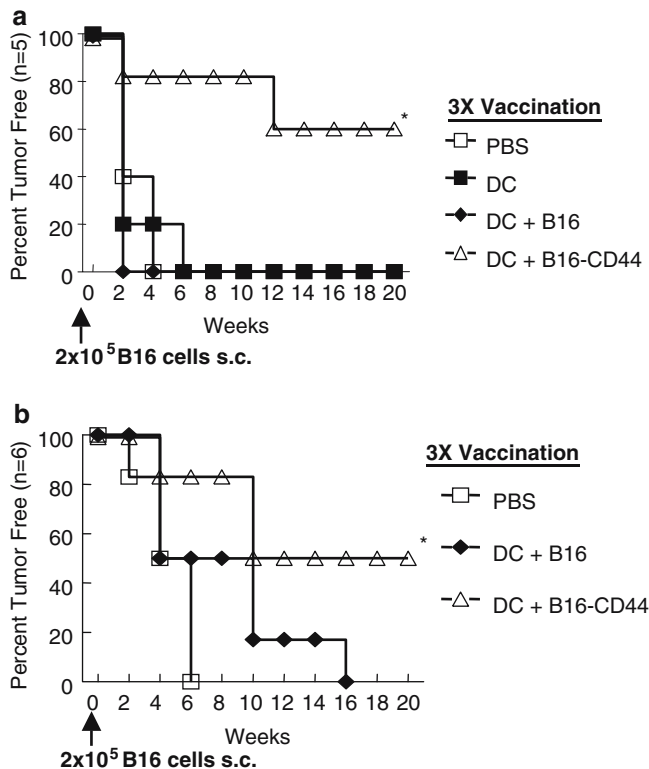 a
Percent Tumor Free (n=5)
100
80
60
40
20
0
*
0 2 4 6 8 10 12 14 16 18 20
Weeks
2x10⁵ B16 cells s.c.
3X Vaccination
PBS
DC
DC + B16
DC + B16-CD44
b
Percent Tumor Free (n=6)
100
80
60
40
20
0
*
0 2 4 6 8 10 12 14 16 18 20
Weeks
2x10⁵ B16 cells s.c.
3X Vaccination
PBS
DC + B16
DC + B16-CD44